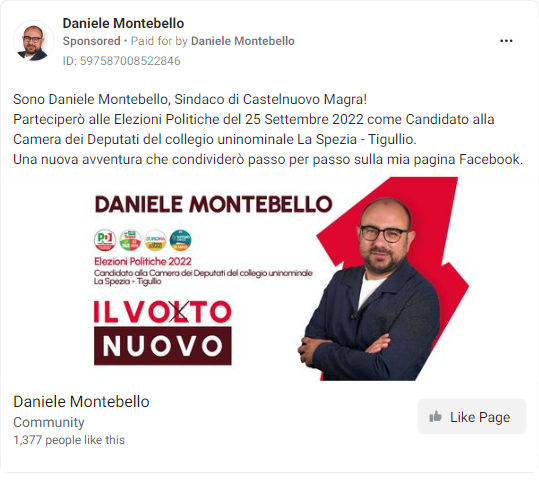 Daniele Montebello
Sponsored • Paid for by Daniele Montebello
ID: 597587008522846
Sono Daniele Montebello, Sindaco di Castelnuovo Magra!
Parteciperò alle Elezioni Politiche del 25 Settembre 2022 come Candidato alla
Camera dei Deputati del collegio uninominale La Spezia - Tigullio.
Una nuova avventura che condividerò passo per passo sulla mia pagina Facebook.
DANIELE MONTEBELLO
PD
Elezioni Politiche 2022
Candidato alla Camera dei Deputati del collegio uninominale
La Spezia - Tigullio
IL VOLTO
NUOVO
Daniele Montebello
Community
1,377 people like this
Like Page